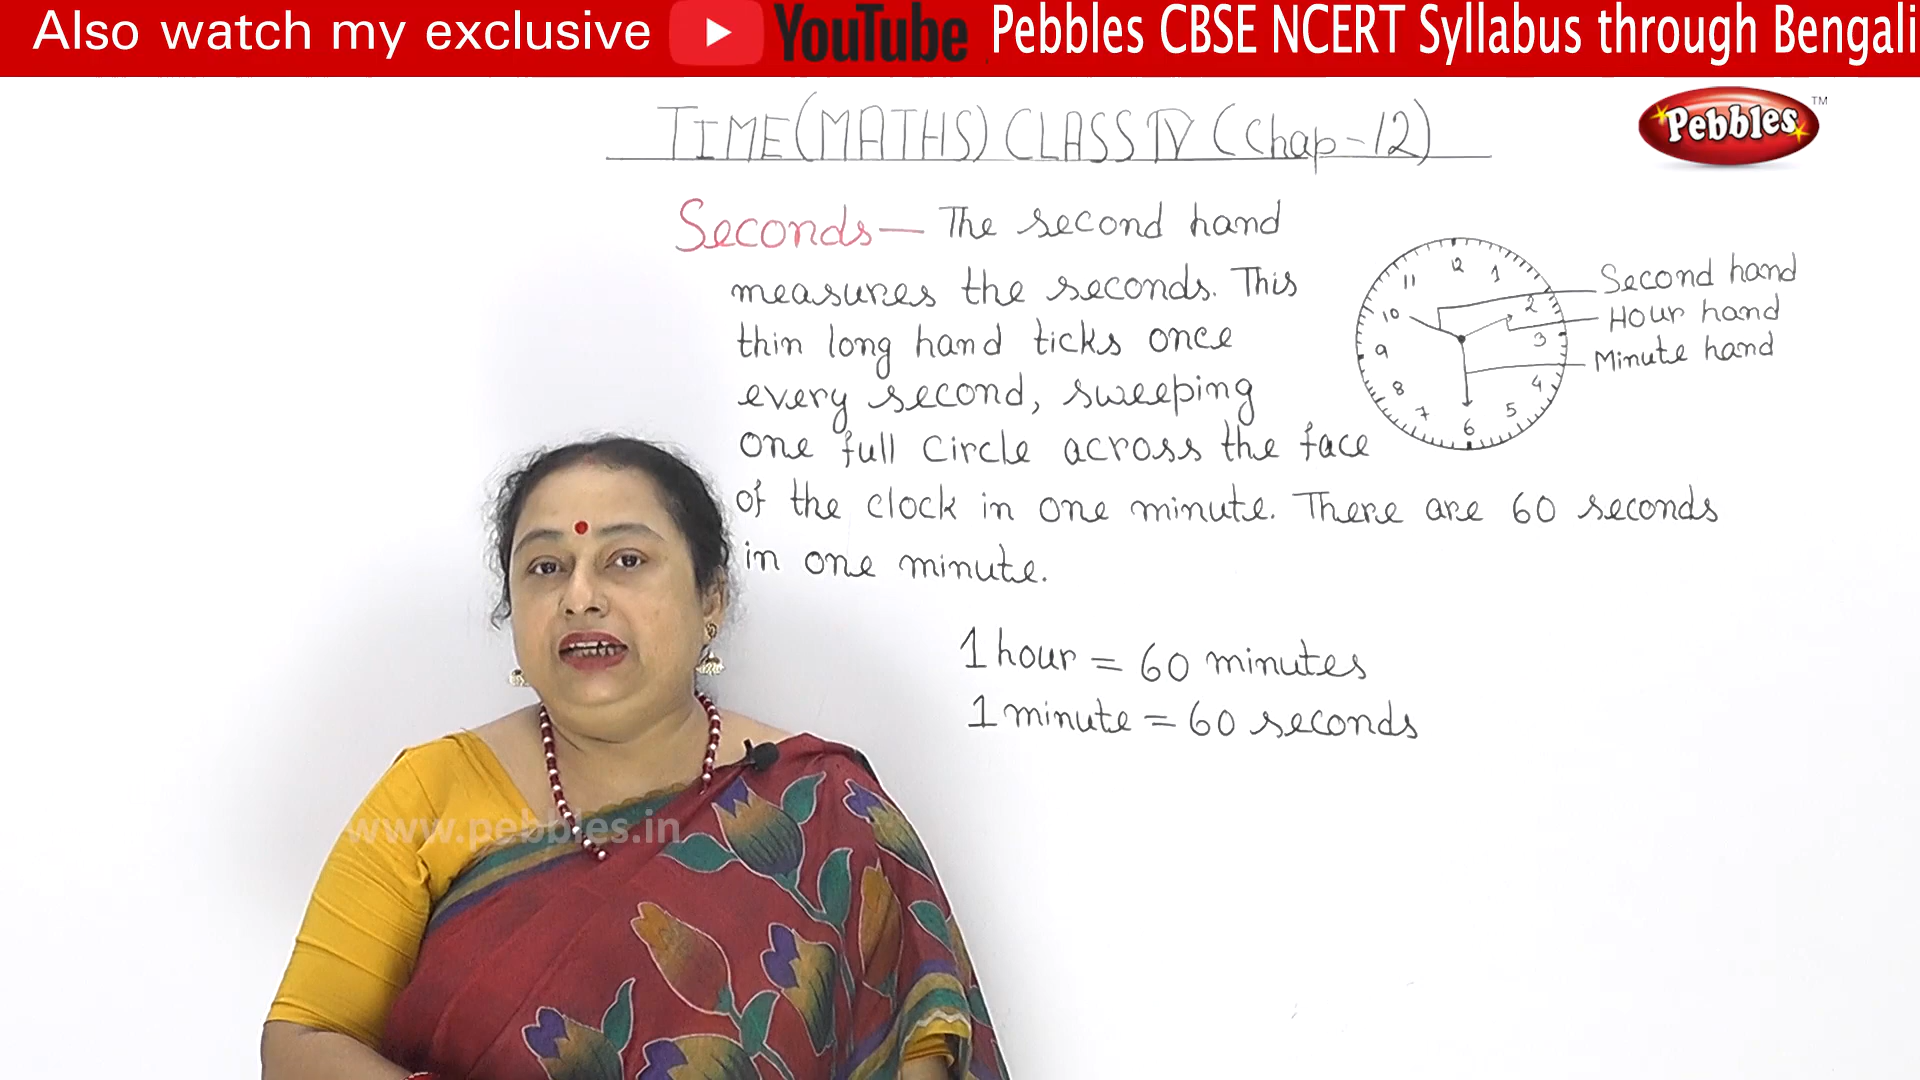 Also watch my exclusive YouTube Pebbles CBSE NCERT Syllabus through Bengali
Pebbles TM
TIME (MATHS) CLASS IV (Chap-12)
Seconds — The second hand
measures the seconds. This
thin long hand ticks once
every second, sweeping
one full circle across the face
of the clock in one minute. There are 60 seconds
in one minute.
12
1
2
3
4
5
6
7
8
9
10
11
Second hand
Hour hand
Minute hand
1 hour = 60 minutes
1 minute = 60 seconds
www.pebbles.in